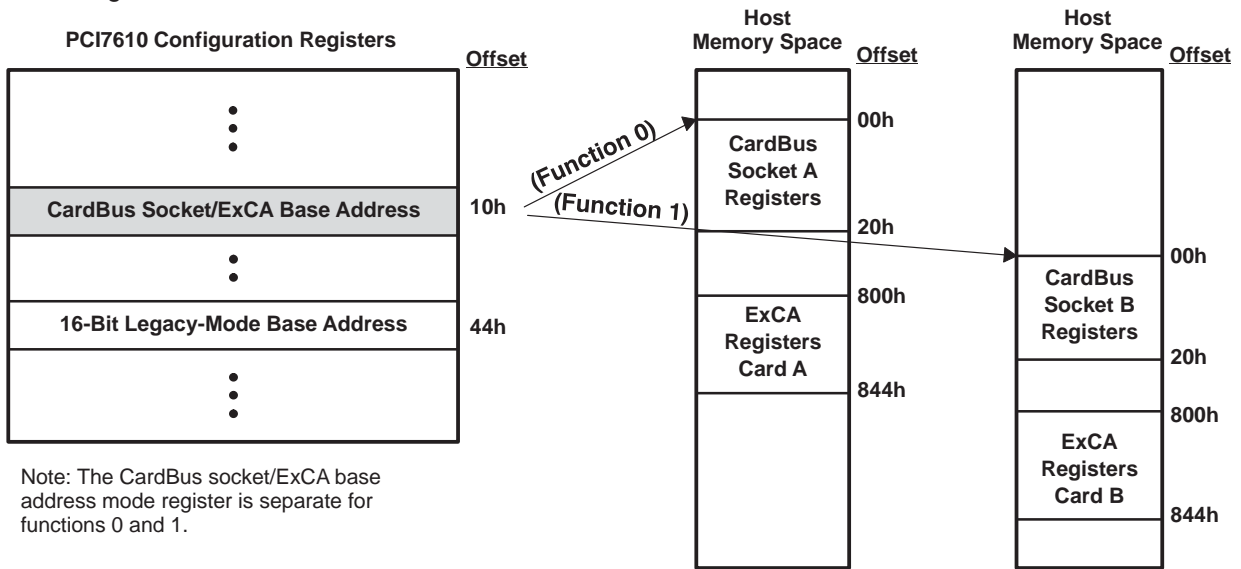 PCI7610 Configuration Registers
Offset
CardBus Socket/ExCA Base Address
10h
16-Bit Legacy-Mode Base Address
44h
Note: The CardBus socket/ExCA base
address mode register is separate for
functions 0 and 1.
(Function 0)
(Function 1)
Host
Memory Space
Offset
00h
CardBus
Socket A
Registers
20h
800h
ExCA
Registers
Card A
844h
Host
Memory Space
Offset
00h
CardBus
Socket B
Registers
20h
800h
ExCA
Registers
Card B
844h